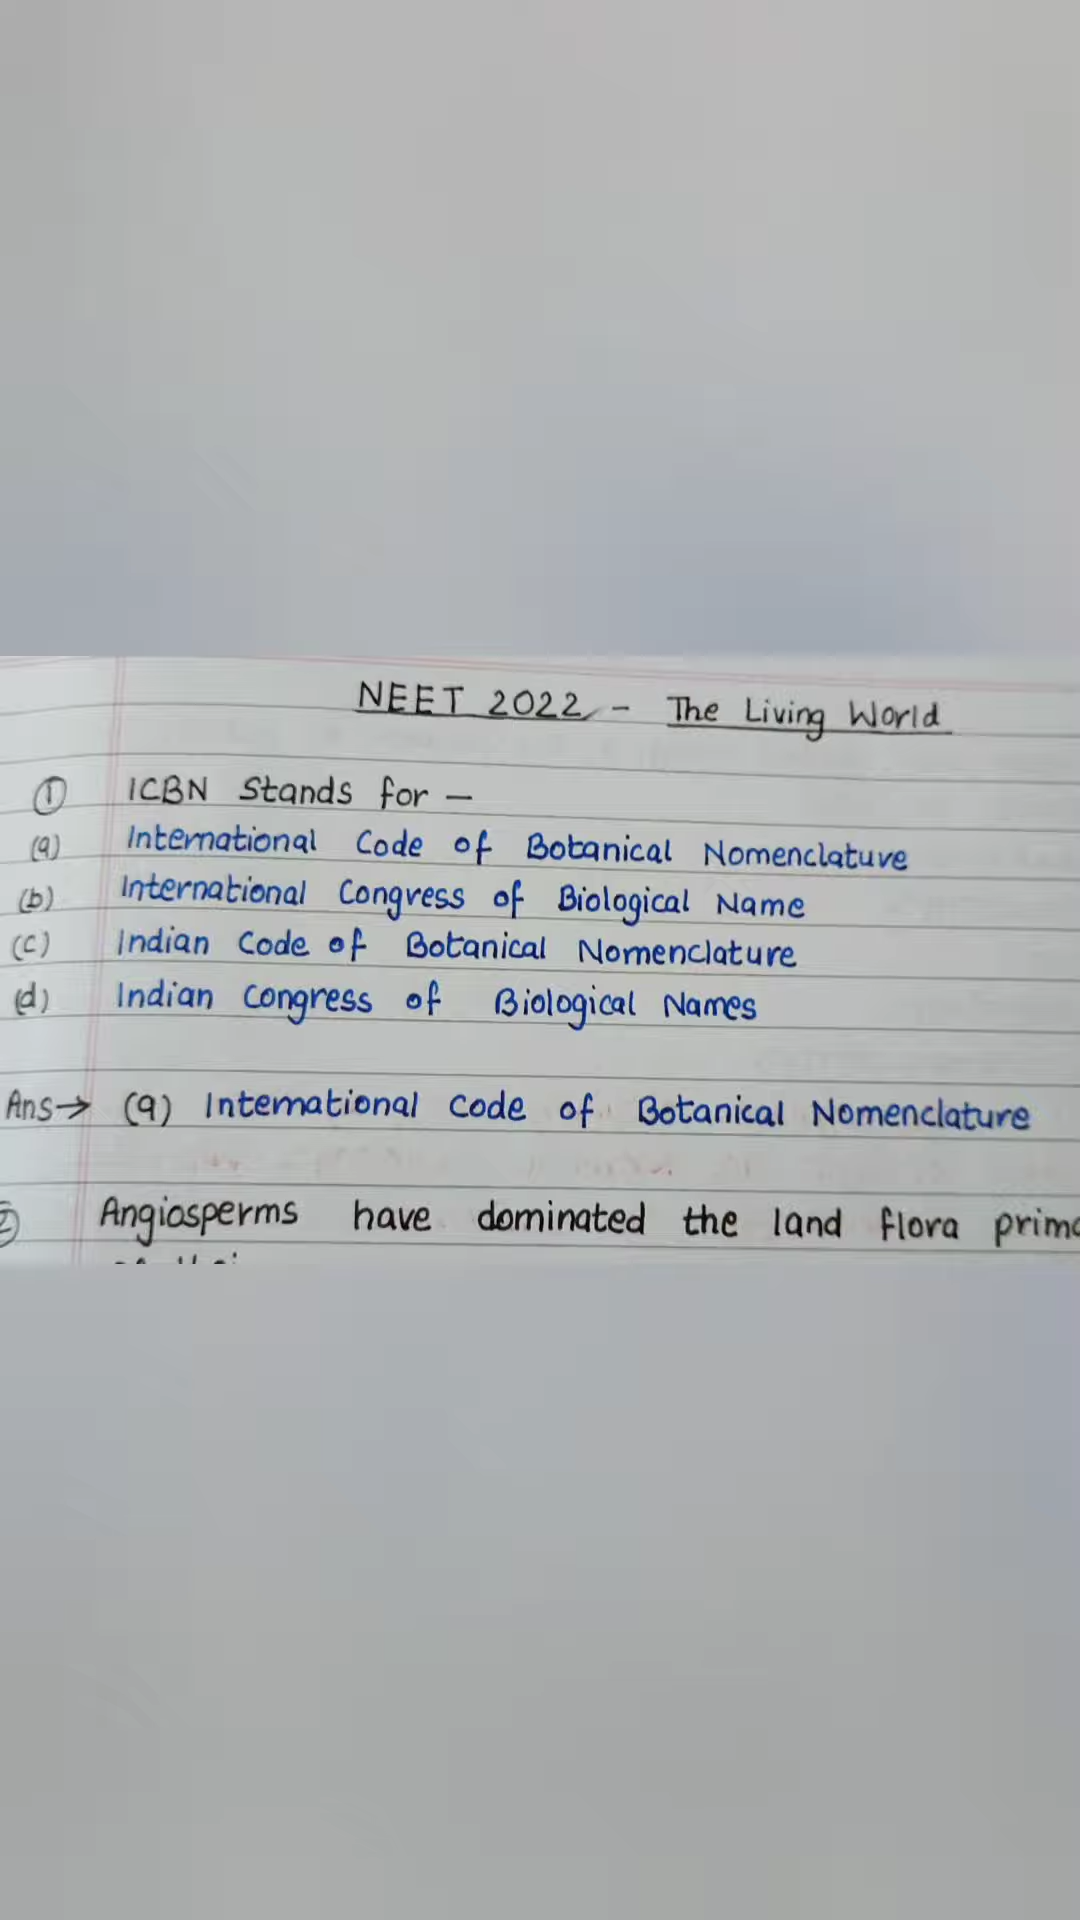 NEET 2022 - The Living World
① ICBN Stands for -
(a) International Code of Botanical Nomenclature
(b) International Congress of Biological Name
(c) Indian Code of Botanical Nomenclature
(d) Indian Congress of Biological Names
Ans→ (a) International Code of Botanical Nomenclature
② Angiosperms have dominated the land flora